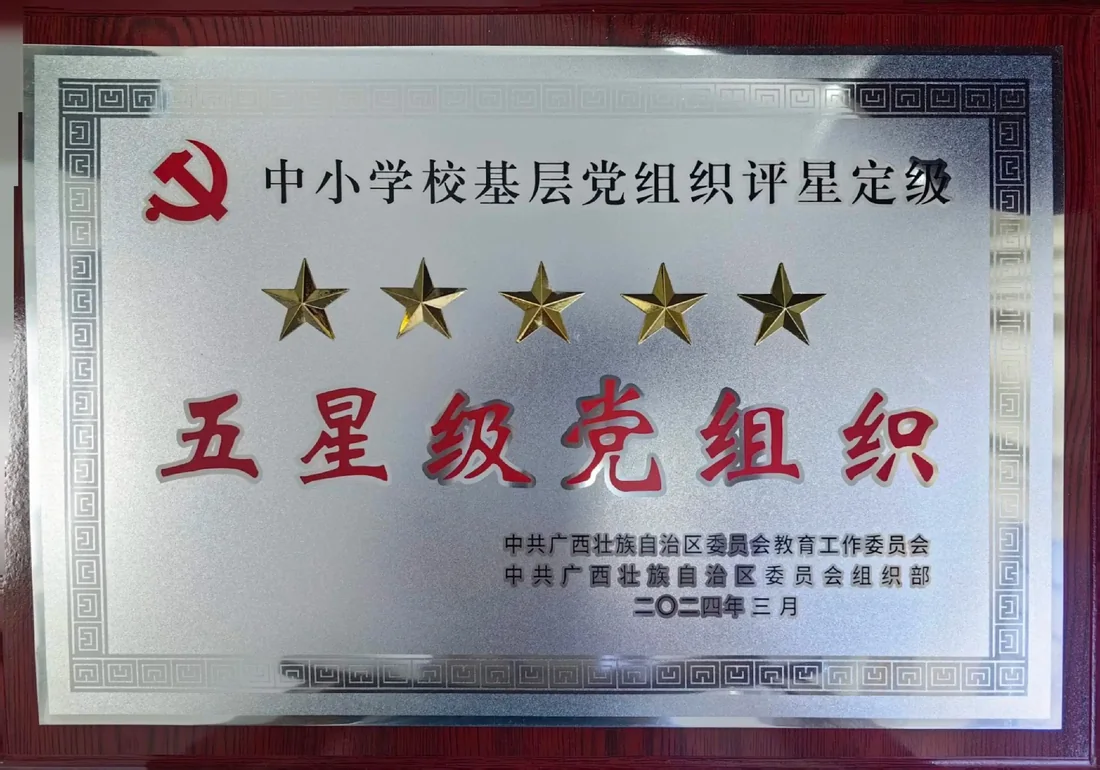 中小学校基层党组织评星定级
五星级党组织
中共广西壮族自治区委员会教育工作委员会
中共广西壮族自治区委员会组织部
二〇二四年三月